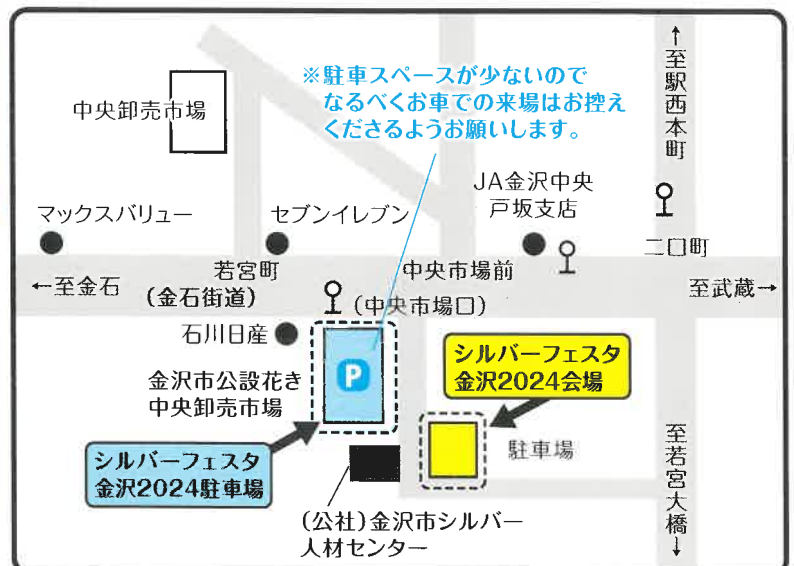 ※駐車スペースが少ないので
なるべくお車での来場はお控え
くださるようお願いします。
↑至駅西本町
中央卸売市場
JA金沢中央
戸坂支店
マックスバリュー
セブンイレブン
二口町
若宮町
中央市場前
←至金石
(金石街道)
(中央市場口)
至武蔵→
石川日産
シルバーフェスタ
金沢2024会場
P
金沢市公設花き
中央卸売市場
駐車場
至若宮大橋↓
シルバーフェスタ
金沢2024駐車場
(公社)金沢市シルバー
人材センター